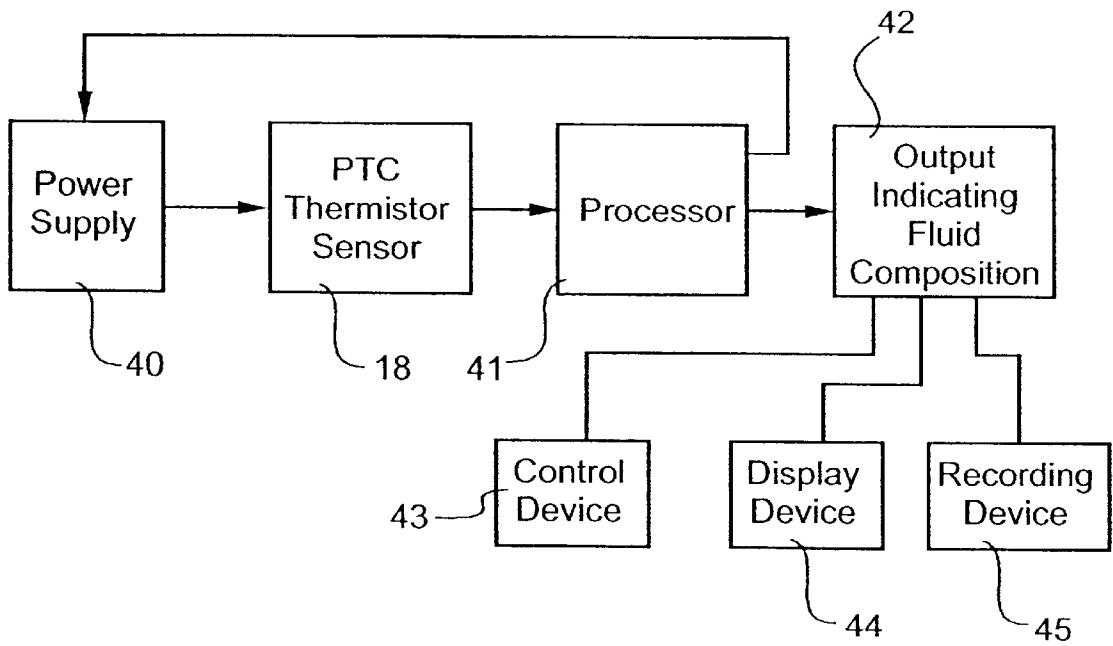 42
Power
Supply
PTC
Thermistor
Sensor
Processor
Output
Indicating
Fluid
Composition
40
18
41
Control
Device
43
Display
Device
Recording
Device
44
45